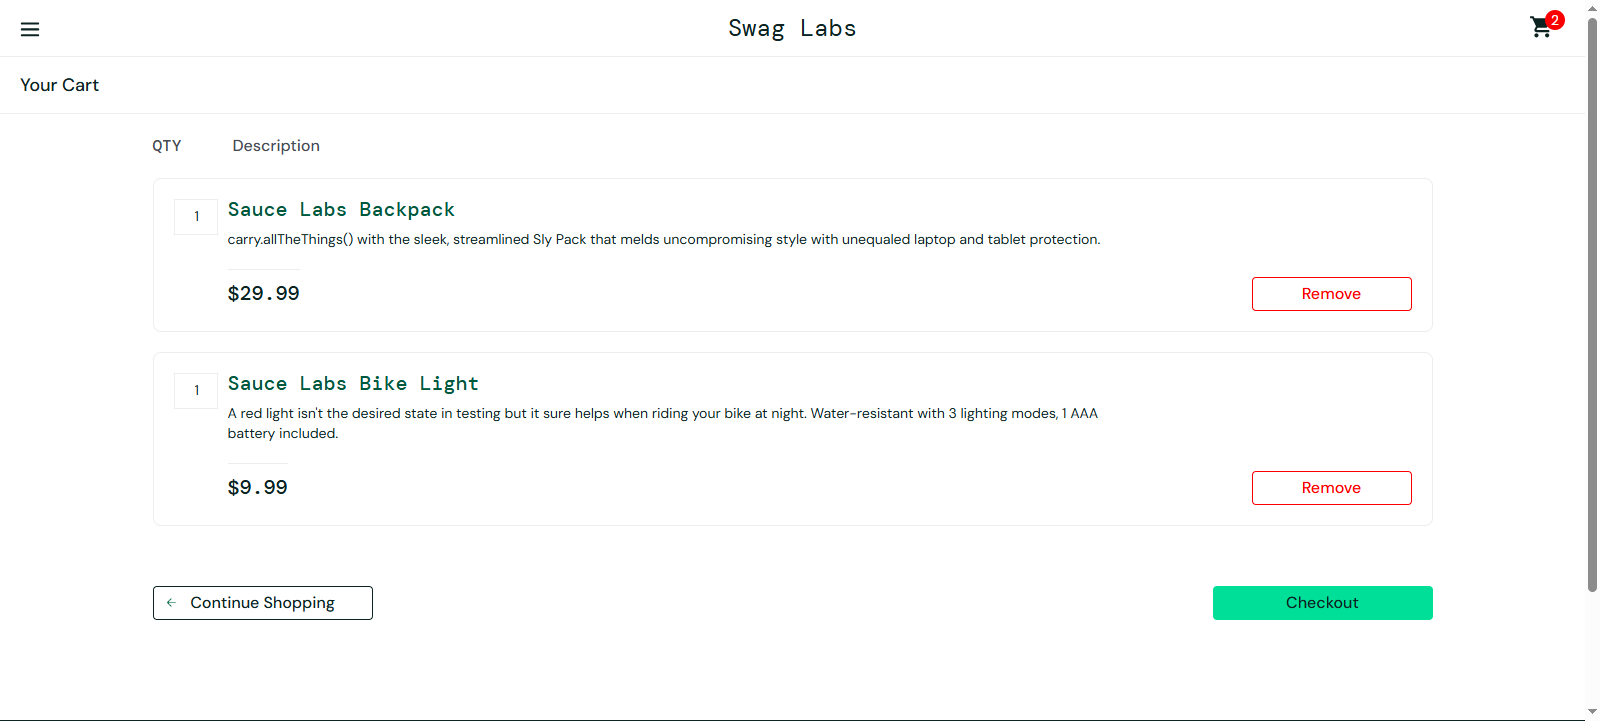 Swag Labs
2
Your Cart
QTY Description
1
Sauce Labs Backpack
carry.allTheThings() with the sleek, streamlined Sly Pack that melds uncompromising style with unequaled laptop and tablet protection.
$29.99
Remove
1
Sauce Labs Bike Light
A red light isn't the desired state in testing but it sure helps when riding your bike at night. Water-resistant with 3 lighting modes, 1 AAA
battery included.
$9.99
Remove
Continue Shopping
Checkout